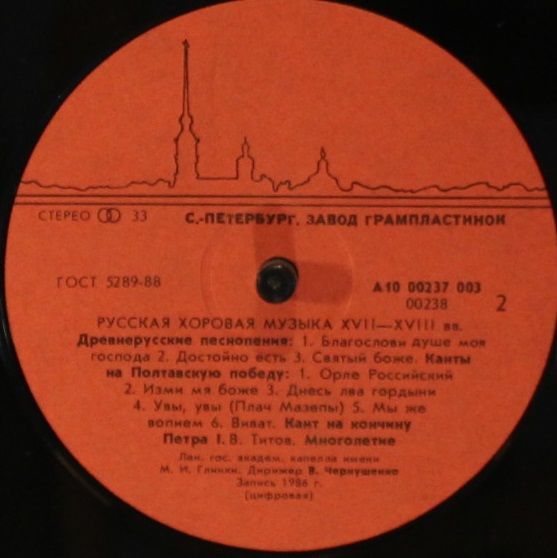 СТЕРЕО 33
С.-ПЕТЕРБУРГ. ЗАВОД ГРАМПЛАСТИНОК
ГОСТ 5289-88
А10 00237 003
00238 2
РУССКАЯ ХОРОВАЯ МУЗЫКА XVII—XVIII вв.
Древнерусские песнопения: 1. Благослови душе моя
господа 2. Достойно есть 3. Святый боже. Канты
на Полтавскую победу: 1. Орле Российский
2. Изми мя боже 3. Днесь два гордыни
4. Увы, увы (Плач Мазепы) 5. Мы же
вопием 6. Виват. Кант на кончину
Петра I. В. Титов. Многолетие
Лен. гос. академ. капелла имени
М. И. Глинки. Дирижер В. Чернушенко
Запись 1986 г.
(цифровая)